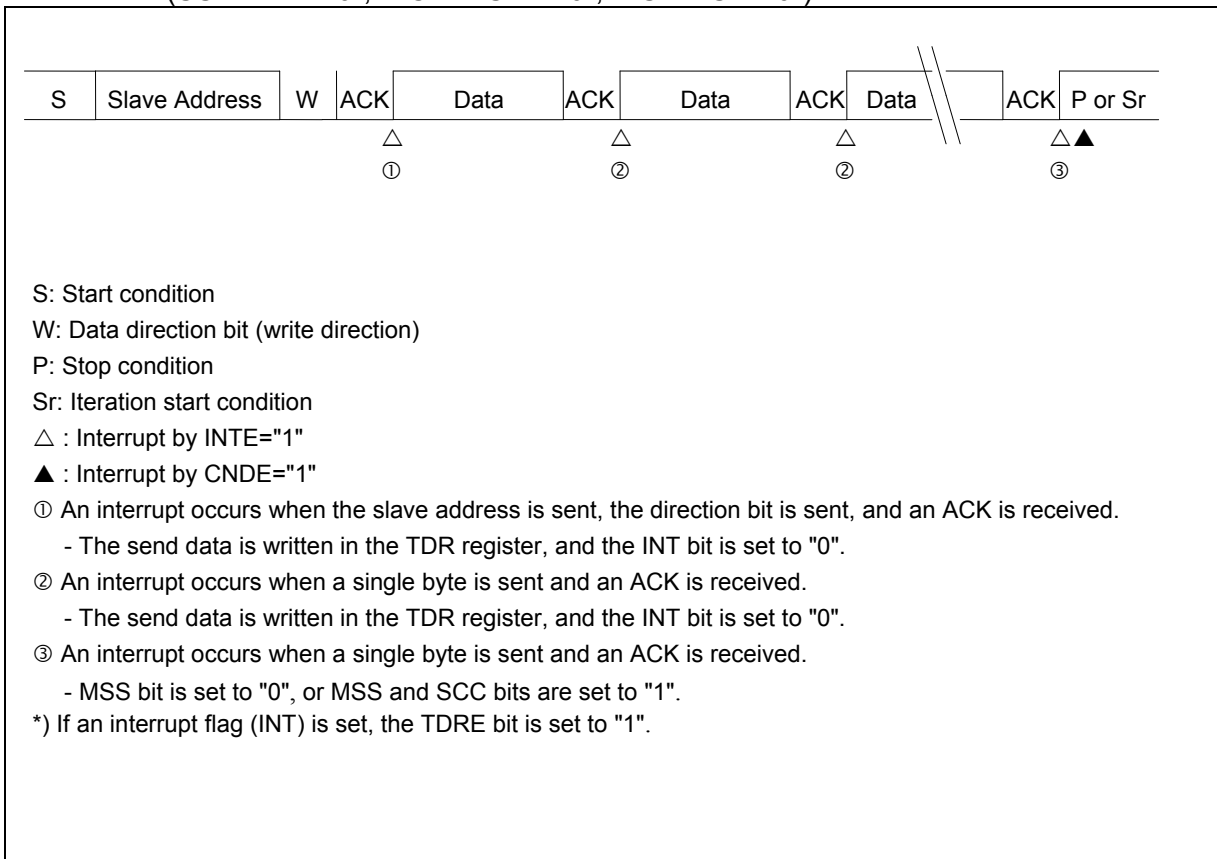 S Slave Address W ACK Data ACK Data ACK Data ACK P or Sr
△ △ △ △▲
① ② ② ③
S: Start condition
W: Data direction bit (write direction)
P: Stop condition
Sr: Iteration start condition
△ : Interrupt by INTE="1"
▲ : Interrupt by CNDE="1"
① An interrupt occurs when the slave address is sent, the direction bit is sent, and an ACK is received.
- The send data is written in the TDR register, and the INT bit is set to "0".
② An interrupt occurs when a single byte is sent and an ACK is received.
- The send data is written in the TDR register, and the INT bit is set to "0".
③ An interrupt occurs when a single byte is sent and an ACK is received.
- MSS bit is set to "0", or MSS and SCC bits are set to "1".
*) If an interrupt flag (INT) is set, the TDRE bit is set to "1".